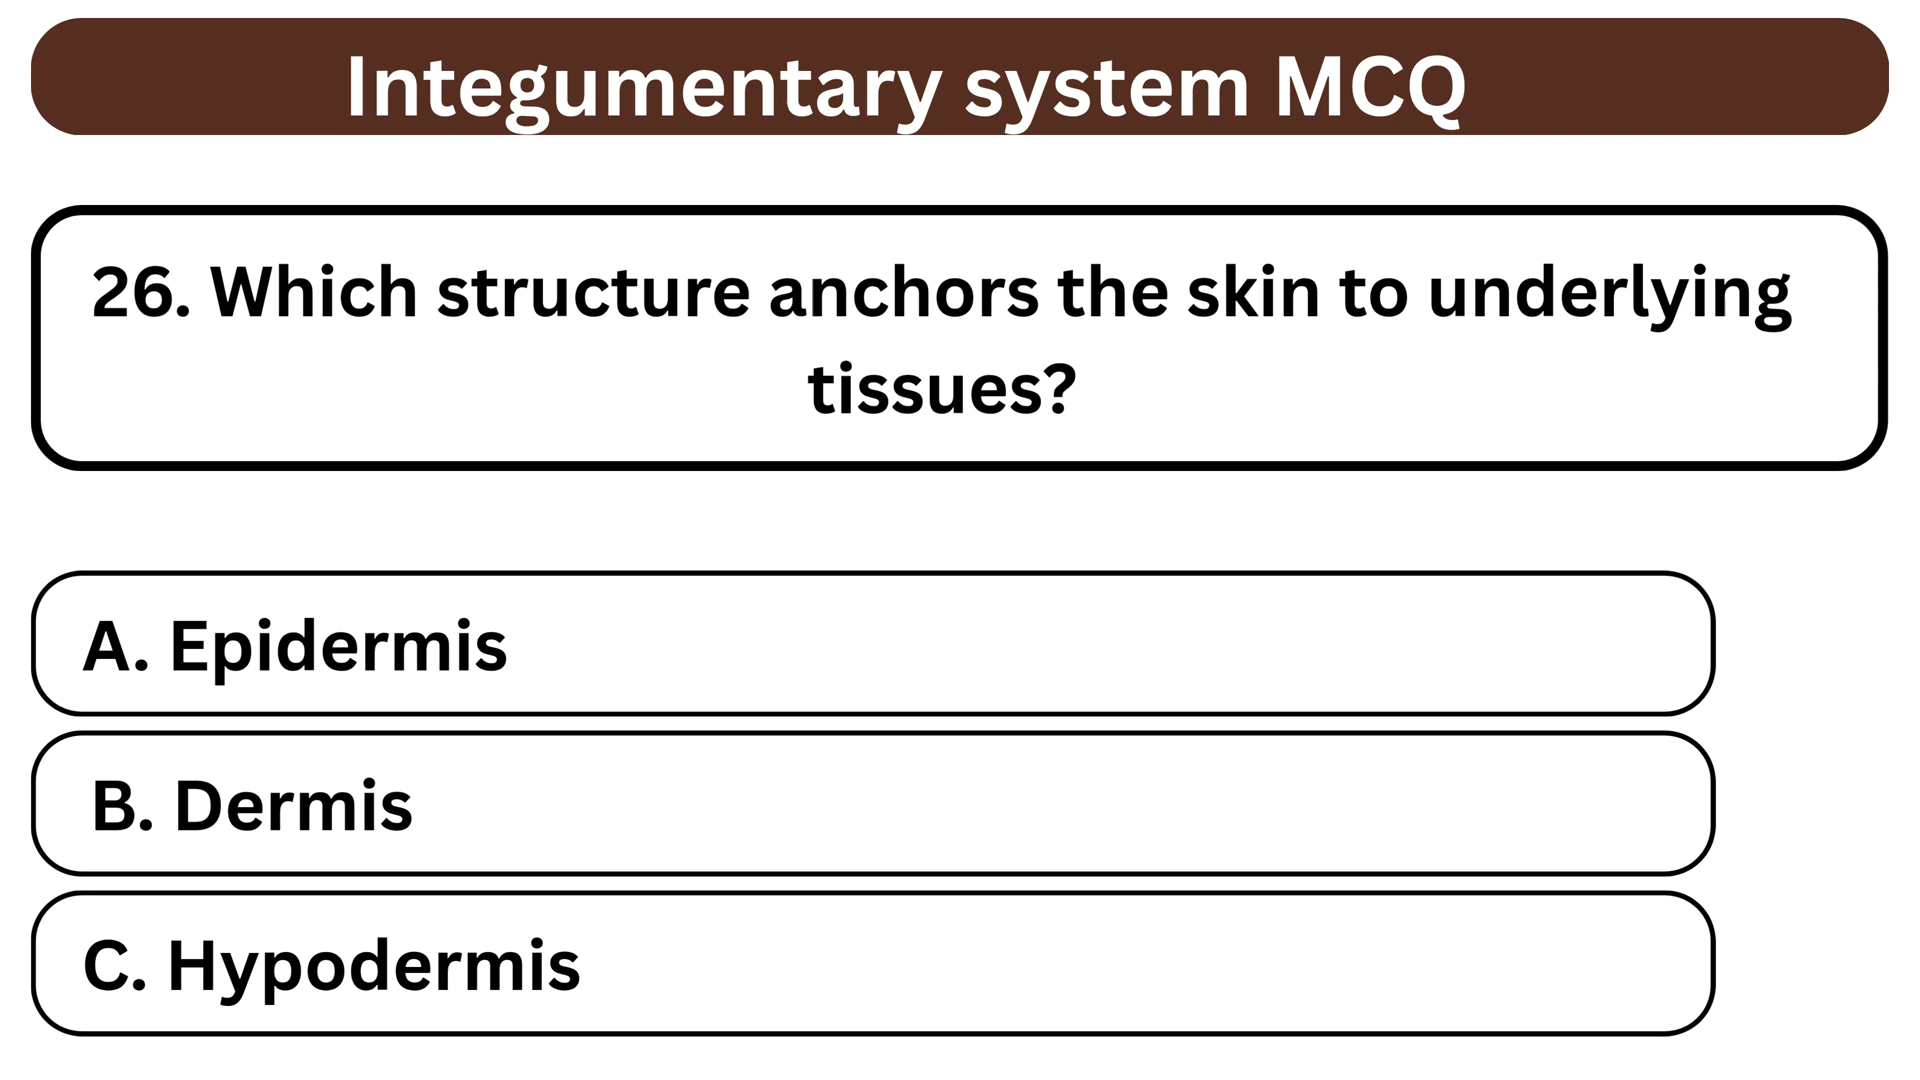 Integumentary system MCQ
26. Which structure anchors the skin to underlying
tissues?
A. Epidermis
B. Dermis
C. Hypodermis